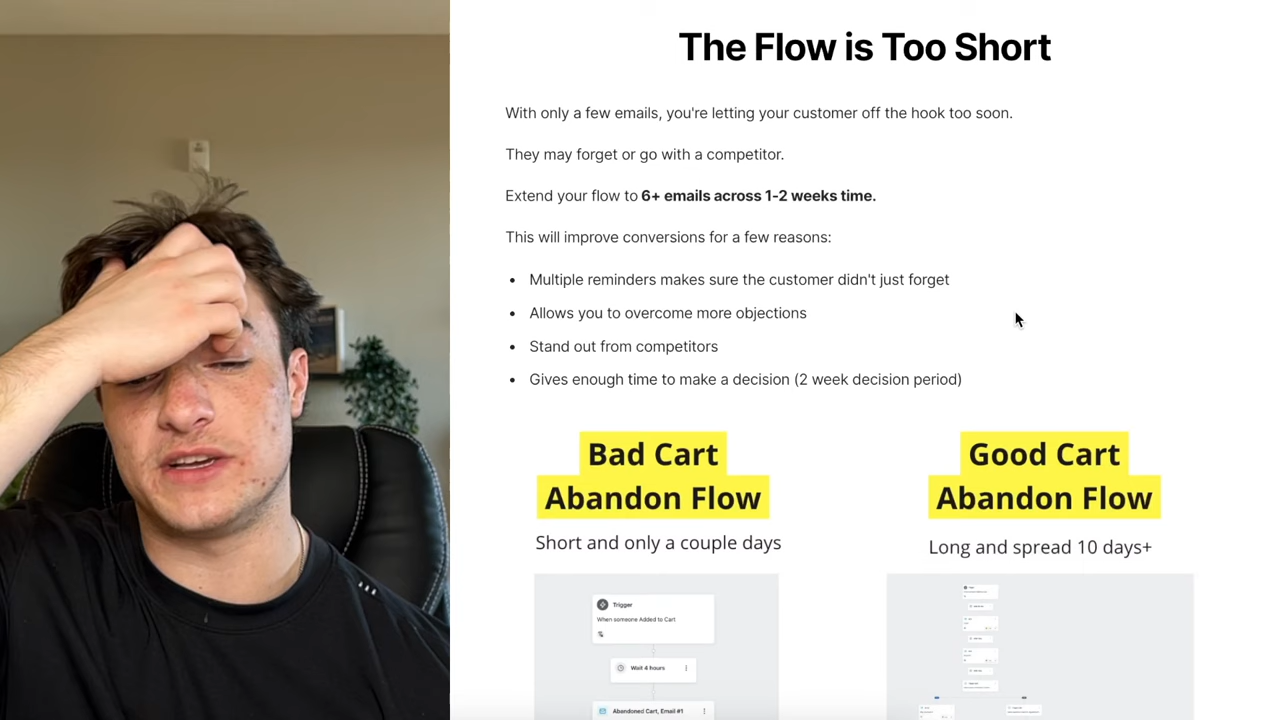 The Flow is Too Short
With only a few emails, you're letting your customer off the hook too soon.
They may forget or go with a competitor.
Extend your flow to 6+ emails across 1-2 weeks time.
This will improve conversions for a few reasons:
• Multiple reminders makes sure the customer didn't just forget
• Allows you to overcome more objections
• Stand out from competitors
• Gives enough time to make a decision (2 week decision period)
Bad Cart
Abandon Flow
Short and only a couple days
Trigger
When someone Added to Cart
Wait 4 hours
Abandoned Cart, Email #1
Good Cart
Abandon Flow
Long and spread 10 days+